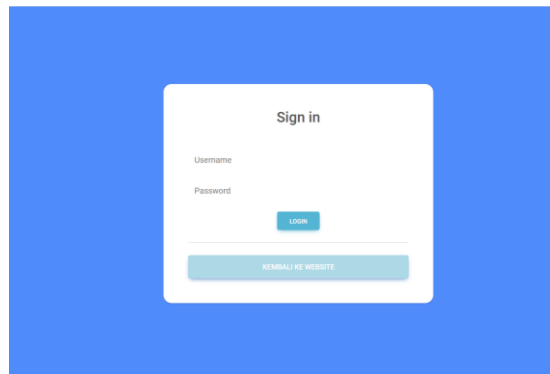 Sign in
Username
Password
LOGIN
KEMBALI KE WEBSITE